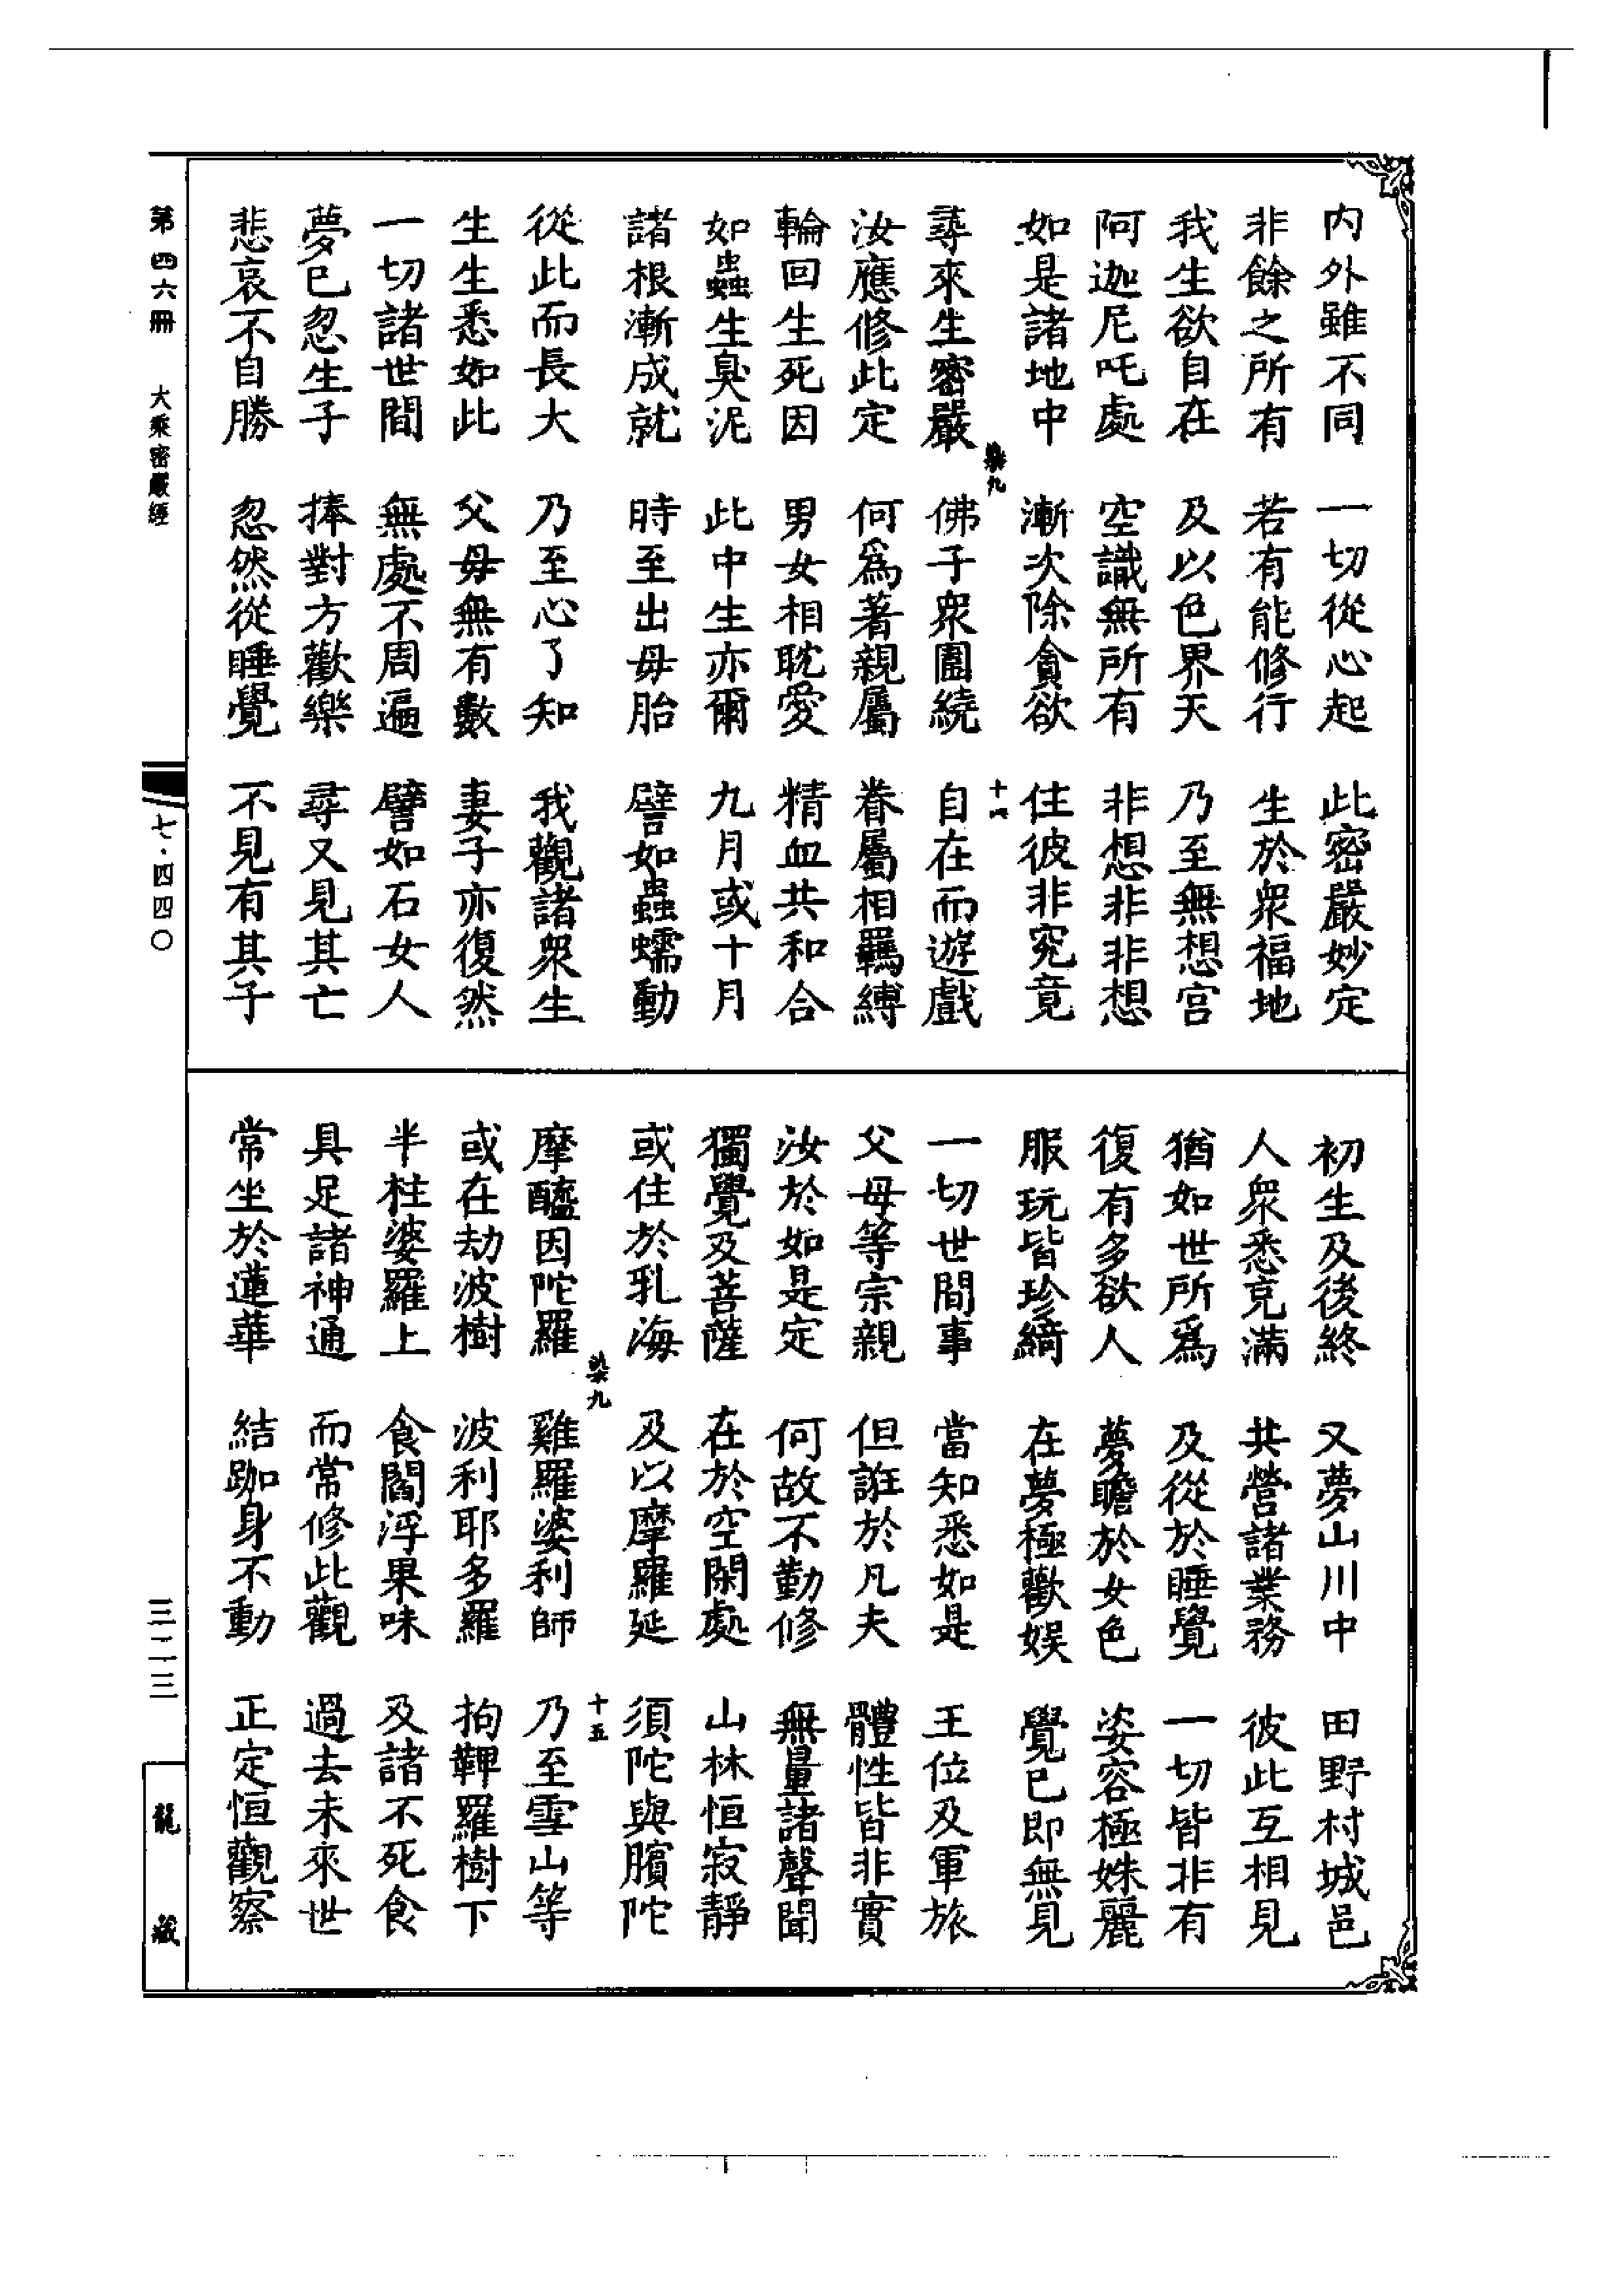 内外雖不同　一切從心起　此密嚴妙定
非餘之所有　若有能修行　生於衆福地
我生欲自在　及以色界天　乃至無想宫
阿迦尼吒處　空識無所有　非想非非想
如是諸地中　漸次除貪欲　住彼非究竟
尋來生密嚴　佛子衆圍繞　自在而遊戲
汝應修此定　何爲著親屬　眷屬相羈縛
輪回生死因　男女相耽愛　精血共和合
如蟲生臭泥　此中生亦爾　九月或十月
諸根漸成就　時至出母胎　譬如蟲蠕動
從此而長大　乃至心了知　我觀諸衆生
生生悉如此　父母無有數　妻子亦復然
一切諸世間　無處不周遍　譬如石女人
夢已忽生子　捧對方歡樂　尋又見其亡
悲哀不自勝　忽然從睡覺　不見有其子
初生及後終　又夢山川中　田野村城邑
人衆悉充滿　共營諸業務　彼此互相見
猶如世所爲　及從於睡覺　一切皆非有
復有多欲人　夢瞻於女色　姿容極姝麗
服玩皆珍綺　在夢極歡娱　覺已即無見
一切世間事　當知悉如是　王位及軍旅
父母等宗親　但誑於凡夫　體性皆非實
汝於如是定　何故不勤修　無量諸聲聞
獨覺及菩薩　在於空閑處　山林恒寂靜
或住於乳海　及以摩羅延　須陀與臏陀
摩醯因陀羅　雞羅婆利師　乃至雪山等
或在劫波樹　波利耶多羅　拘鞞羅樹下
半柱婆羅上　食閻浮果味　及諸不死食
具足諸神通　而常修此觀　過去未來世
常坐於蓮華　結跏身不動　正定恒觀察
染九
染九　十五
第四六冊　大乘密嚴經
七·四四〇
三二三
龍藏